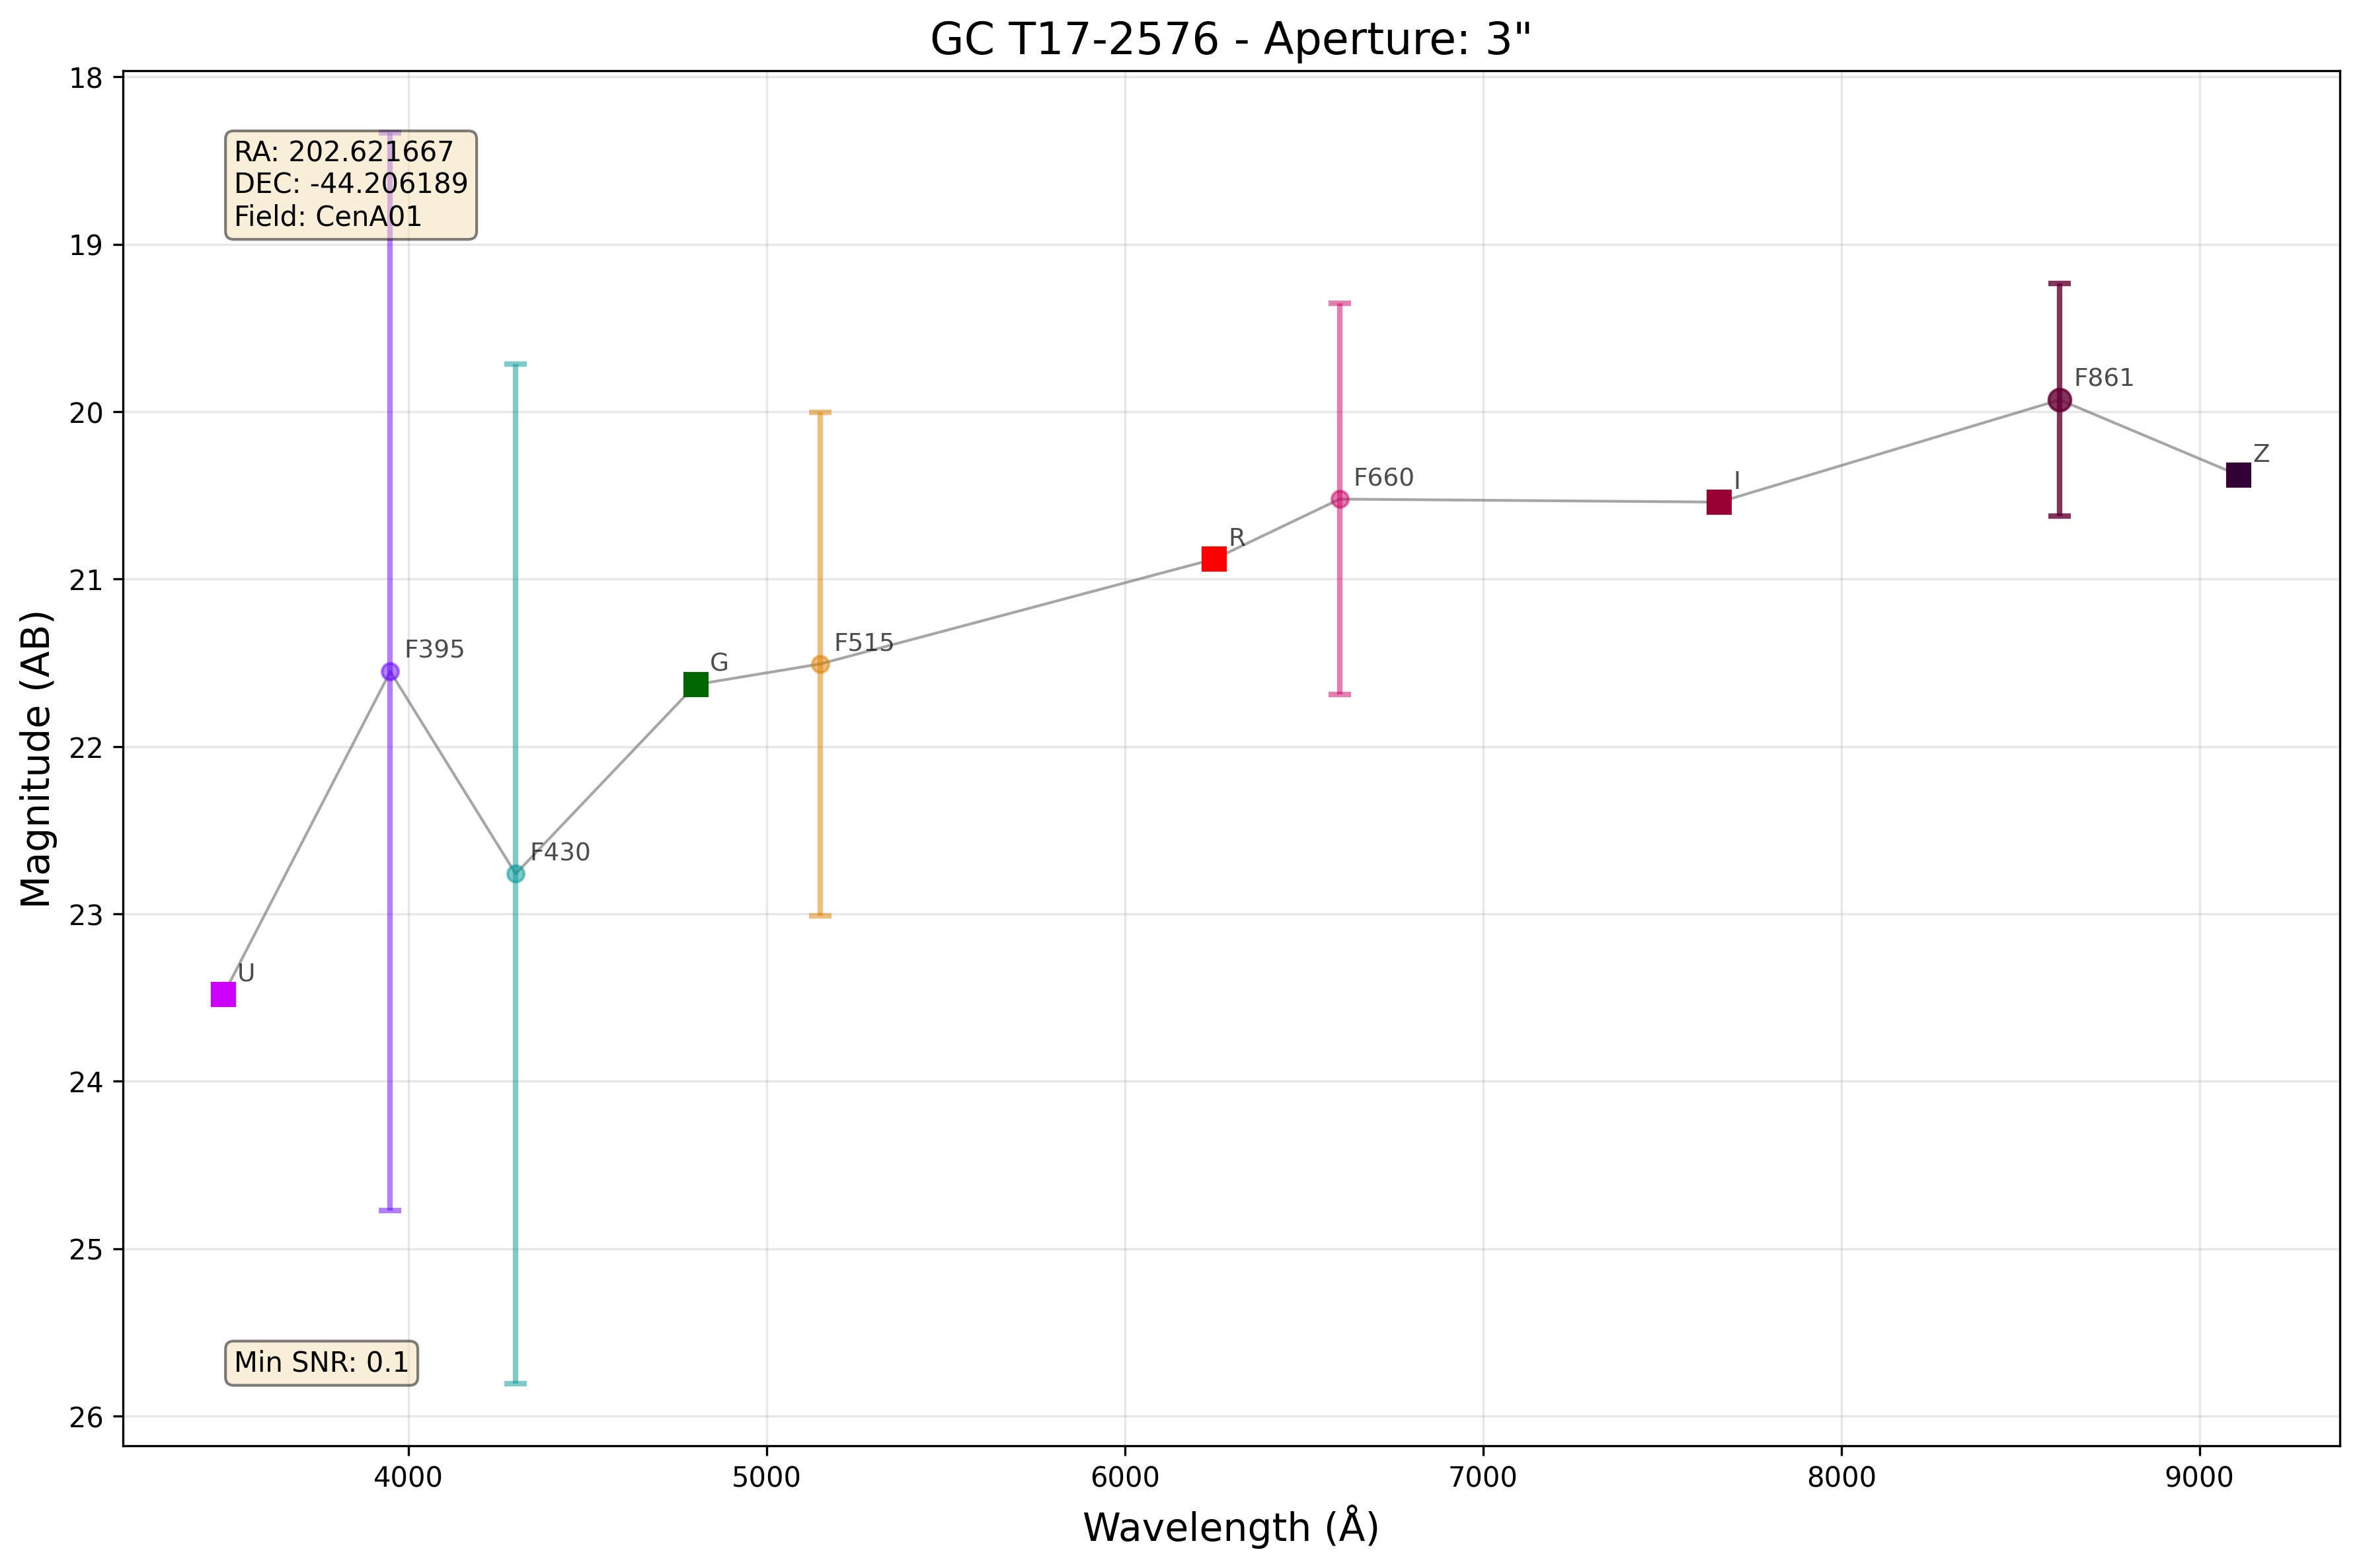 GC T17-2576 - Aperture: 3"
RA: 202.621667
DEC: -44.206189
Field: CenA01
18
19
20
21
22
23
24
25
26
Magnitude (AB)
U
F395
F430
G
F515
R
F660
I
F861
Z
Min SNR: 0.1
4000
5000
6000
7000
8000
9000
Wavelength (Å)